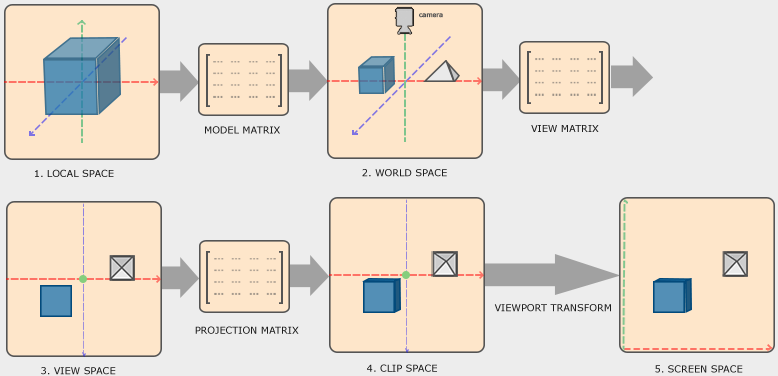 camera
MODEL MATRIX
VIEW MATRIX
1. LOCAL SPACE
2. WORLD SPACE
PROJECTION MATRIX
VIEWPORT TRANSFORM
3. VIEW SPACE
4. CLIP SPACE
5. SCREEN SPACE